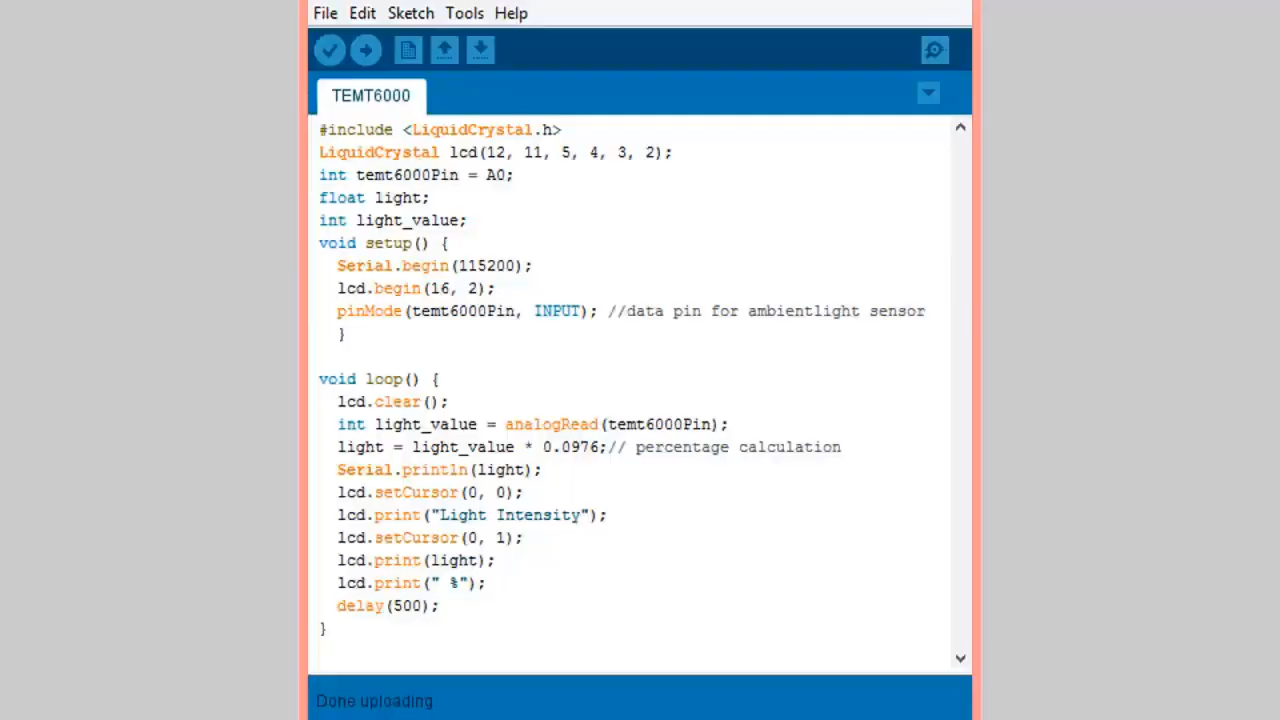 File Edit Sketch Tools Help
TEMT6000
#include <LiquidCrystal.h>
LiquidCrystal lcd(12, 11, 5, 4, 3, 2);
int temt6000Pin = A0;
float light;
int light_value;
void setup() {
  Serial.begin(115200);
  lcd.begin(16, 2);
  pinMode(temt6000Pin, INPUT); //data pin for ambientlight sensor
  }

void loop() {
  lcd.clear();
  int light_value = analogRead(temt6000Pin);
  light = light_value * 0.0976;// percentage calculation
  Serial.println(light);
  lcd.setCursor(0, 0);
  lcd.print("Light Intensity");
  lcd.setCursor(0, 1);
  lcd.print(light);
  lcd.print(" %");
  delay(500);
}
Done uploading